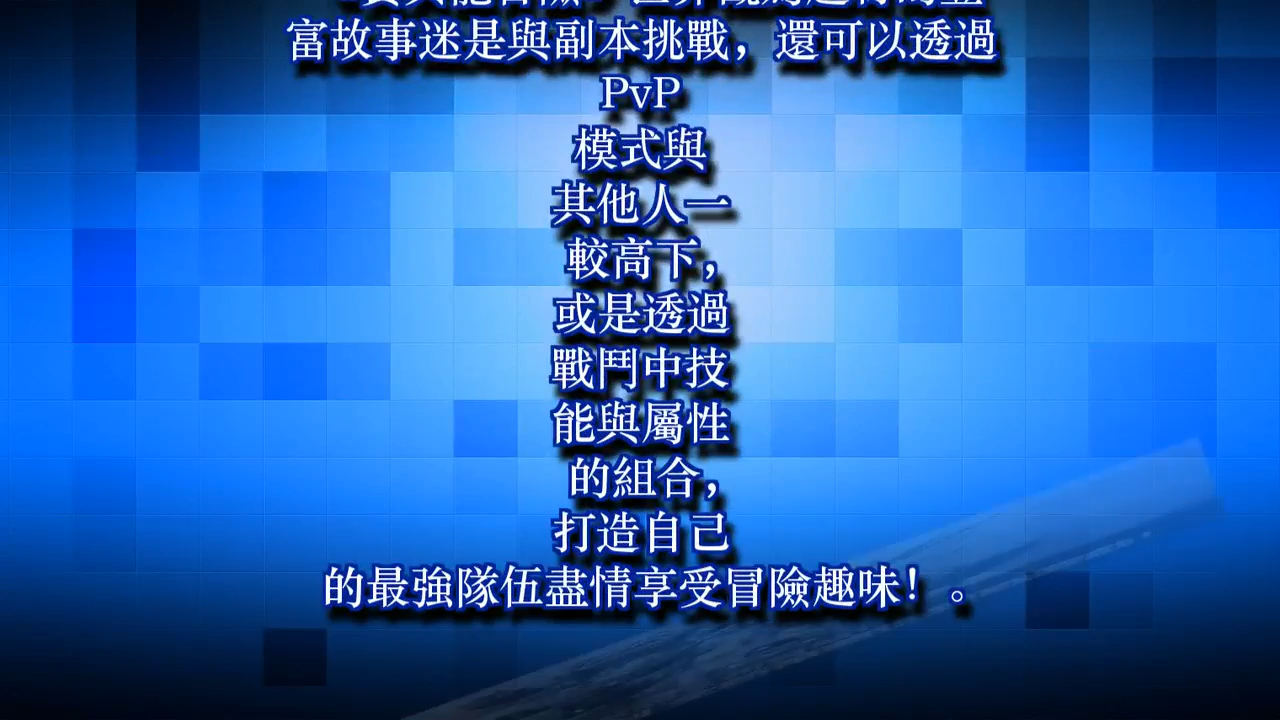 富故事迷是與副本挑戰，還可以透過
PvP
模式與
其他人一
較高下，
或是透過
戰鬥中技
能與屬性
的組合，
打造自己
的最強隊伍盡情享受冒險趣味！。